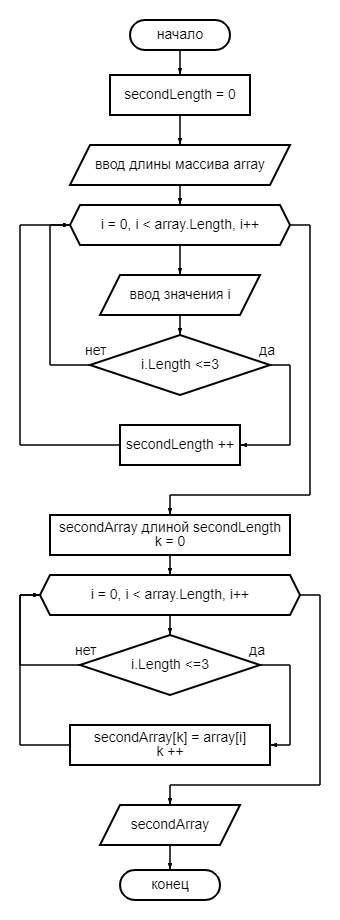 начало
secondLength = 0
ввод длины массива array
i = 0, i < array.Length, i++
ввод значения i
нет
да
i.Length <=3
secondLength ++
secondArray длиной secondLength
k = 0
i = 0, i < array.Length, i++
нет
да
i.Length <=3
secondArray[k] = array[i]
k ++
secondArray
конец